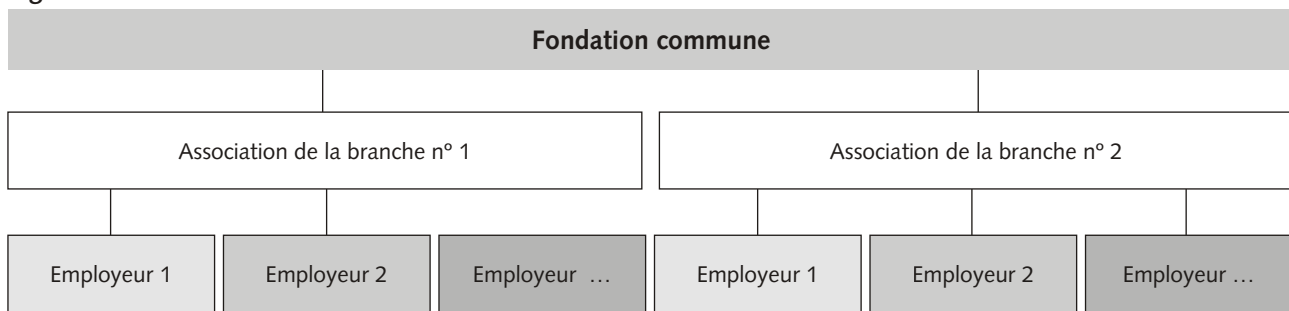 Fondation commune
Association de la branche nº 1
Association de la branche nº 2
Employeur 1
Employeur 2
Employeur …
Employeur 1
Employeur 2
Employeur …